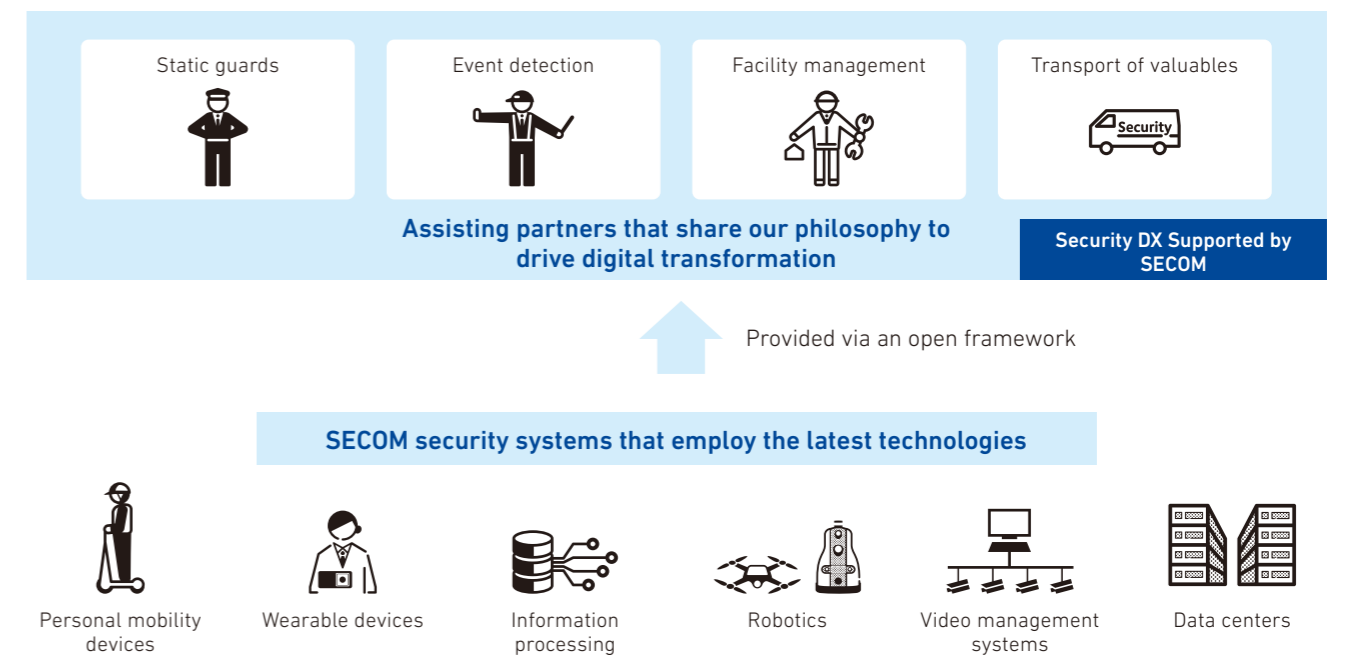 Static guards
Event detection
Facility management
Transport of valuables
Security
Assisting partners that share our philosophy to
drive digital transformation
Security DX Supported by
SECOM
Provided via an open framework
SECOM security systems that employ the latest technologies
Personal mobility
devices
Wearable devices
Information
processing
Robotics
Video management
systems
Data centers